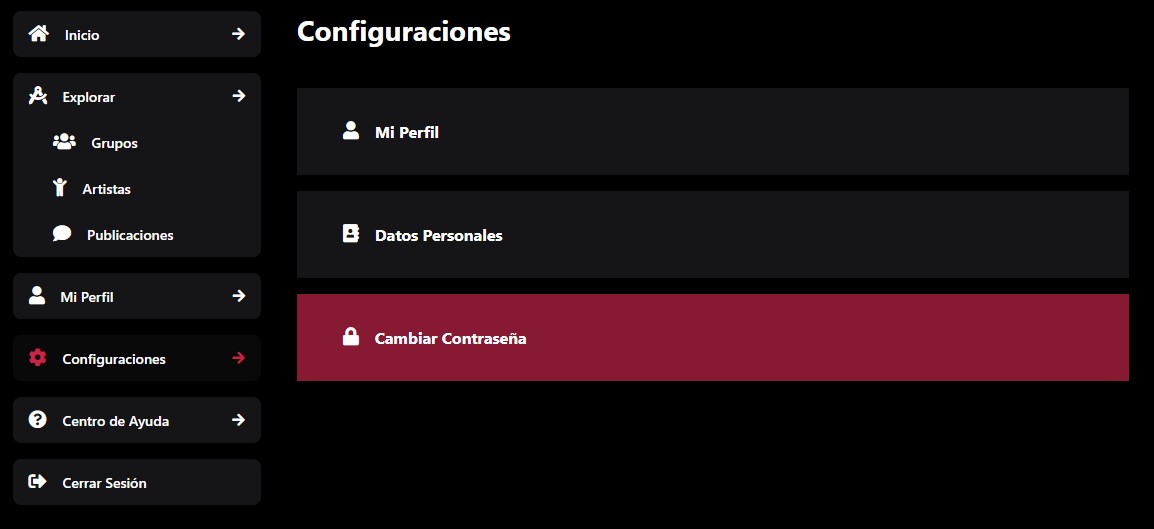 Inicio
Explorar
Grupos
Artistas
Publicaciones
Mi Perfil
Configuraciones
Centro de Ayuda
Cerrar Sesión
Configuraciones
Mi Perfil
Datos Personales
Cambiar Contraseña